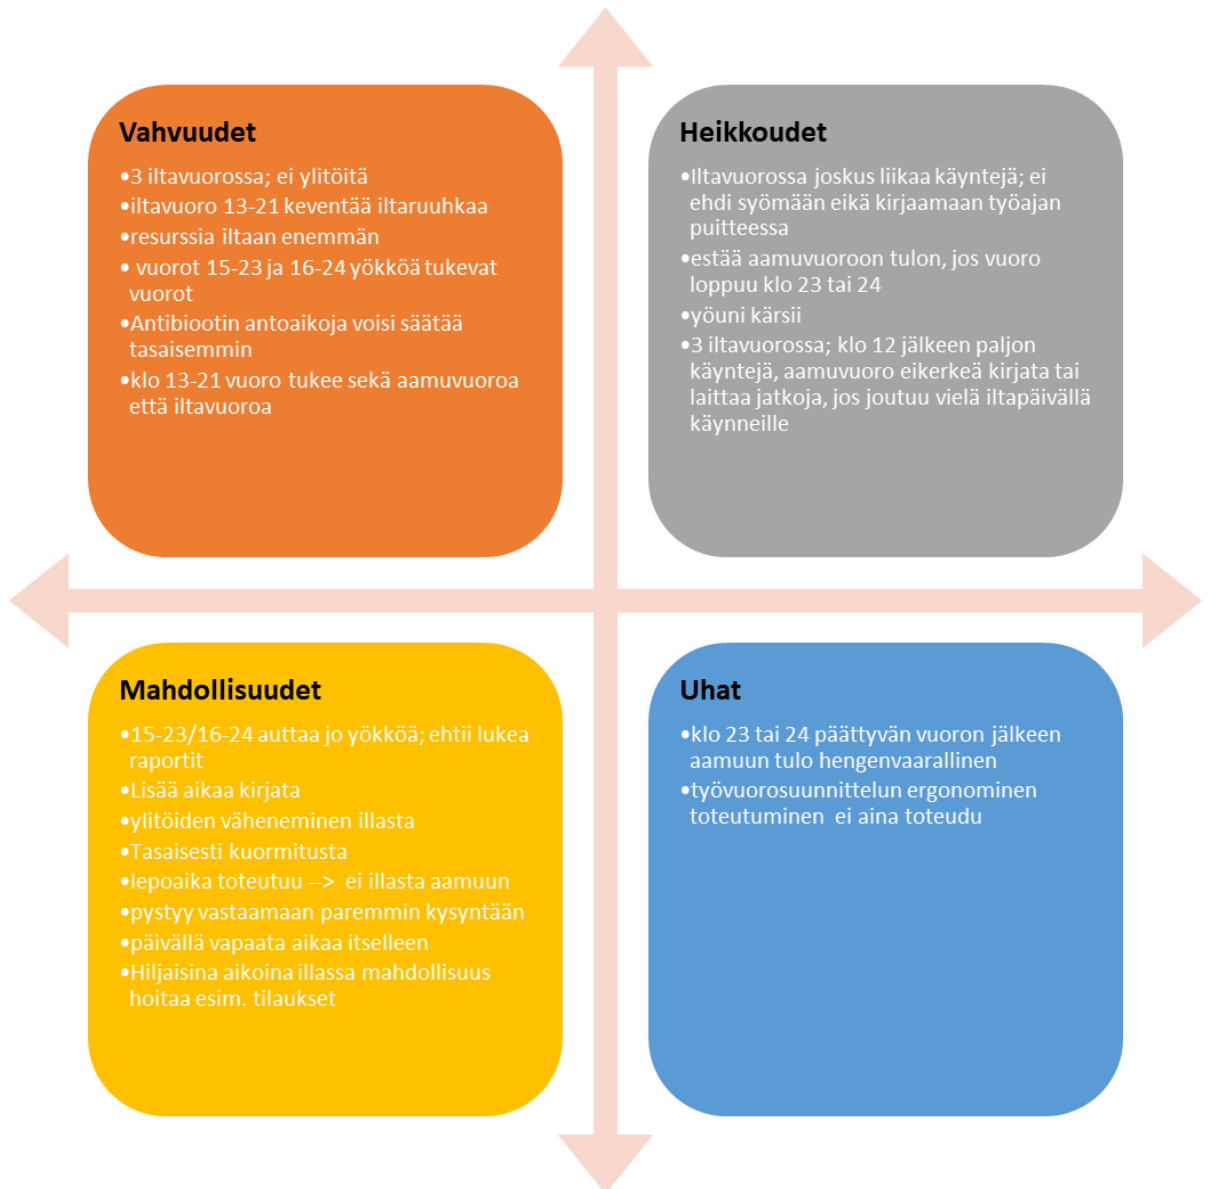 Vahvuudet
•3 iltavuorossa; ei ylitöitä
•iltavuoro 13-21 keventää iltaruuhkaa
•resurssia iltaan enemmän
• vuorot 15-23 ja 16-24 yökköä tukevat
vuorot
•Antibiootin antoaikoja voisi säätää
tasaisemmin
•klo 13-21 vuoro tukee sekä aamuvuoroa
että iltavuoroa
Heikkoudet
•Iltavuorossa joskus liikaa käyntejä; ei
ehdi syömään eikä kirjaamaan työajan
puitteessa
•estää aamuvuoroon tulon, jos vuoro
loppuu klo 23 tai 24
•yöuni kärsii
•3 iltavuorossa; klo 12 jälkeen paljon
käyntejä, aamuvuoro eikerkeä kirjata tai
laittaa jatkoja, jos joutuu vielä iltapäivällä
käynneille
Mahdollisuudet
•15-23/16-24 auttaa jo yökköä; ehtii lukea
raportit
•Lisää aikaa kirjata
•ylitöiden väheneminen illasta
•Tasaisesti kuormitusta
•lepoaika toteutuu --> ei illasta aamuun
•pystyy vastaamaan paremmin kysyntään
•päivällä vapaata aikaa itselleen
•Hiljaisina aikoina illassa mahdollisuus
hoitaa esim. tilaukset
Uhat
•klo 23 tai 24 päättyvän vuoron jälkeen
aamuun tulo hengenvaarallinen
•työvuorosuunnittelun ergonominen
toteutuminen ei aina toteudu